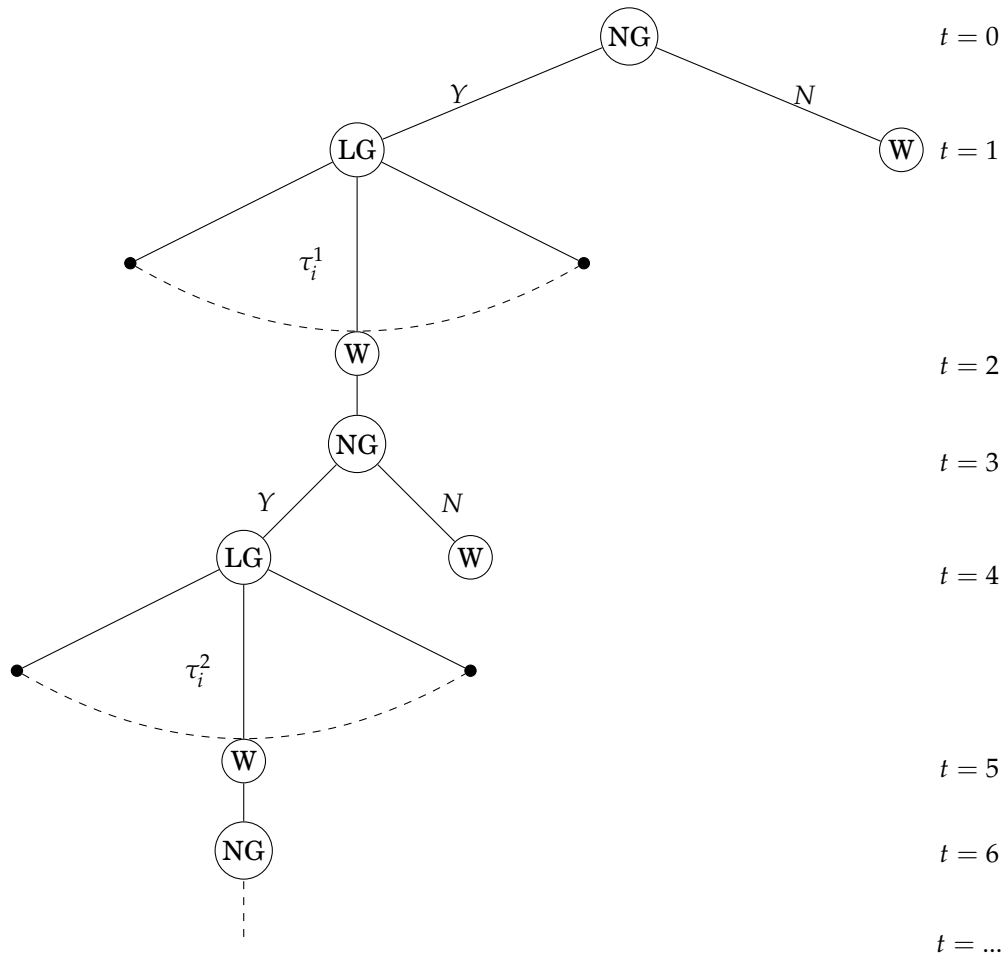 NG t = 0
Y N
LG W t = 1
τ_i^1
W t = 2
NG t = 3
Y N
LG W t = 4
τ_i^2
W t = 5
NG t = 6
t = ...